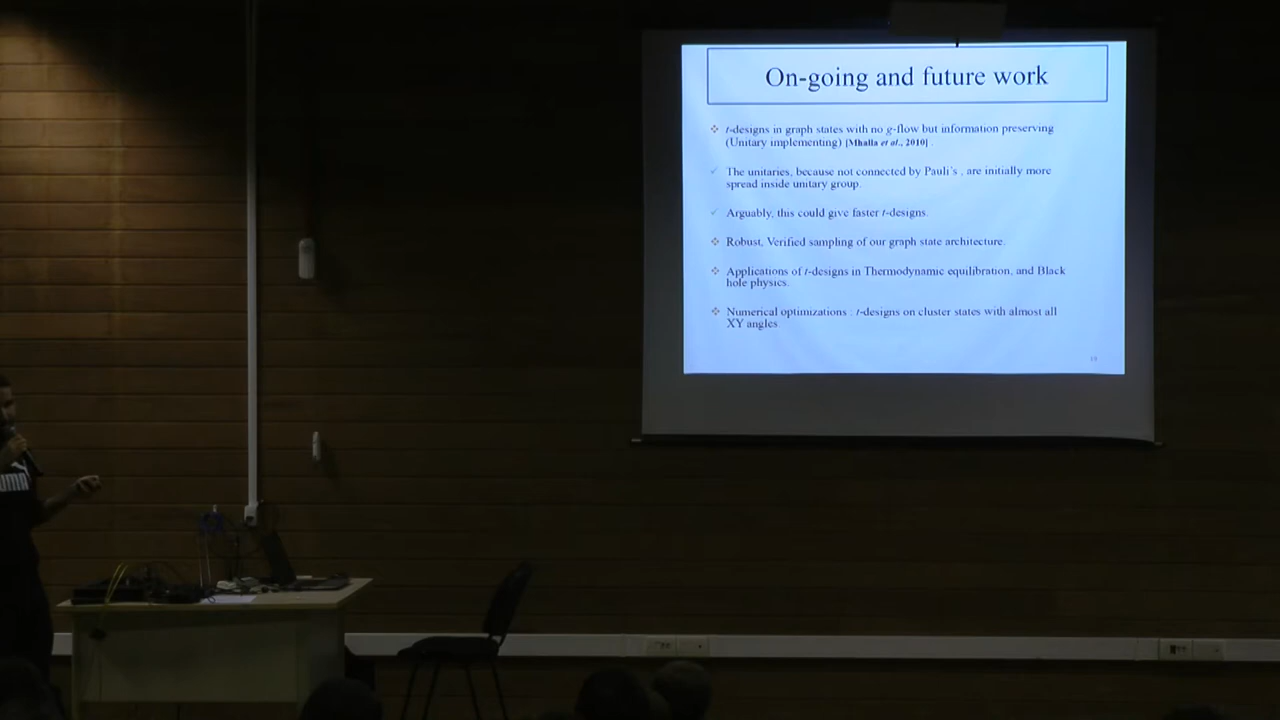 On-going and future work
t-designs in graph states with no g-flow but information preserving
(Unitary implementing) [Mhalla et al., 2010] .
The unitaries, because not connected by Pauli's , are initially more
spread inside unitary group.
Arguably, this could give faster t-designs.
Robust, Verified sampling of our graph state architecture.
Applications of t-designs in Thermodynamic equilibration, and Black
hole physics.
Numerical optimizations : t-designs on cluster states with almost all
XY angles